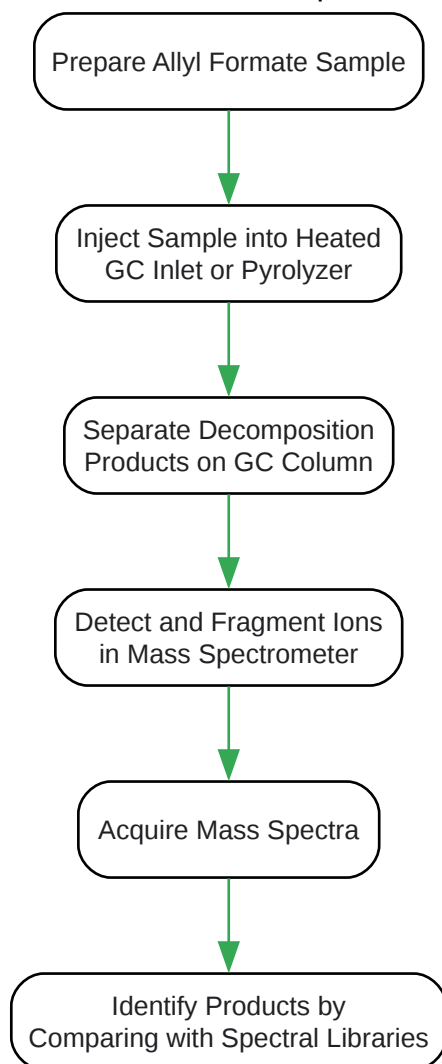 Prepare Allyl Formate Sample
Inject Sample into Heated
GC Inlet or Pyrolyzer
Separate Decomposition
Products on GC Column
Detect and Fragment Ions
in Mass Spectrometer
Acquire Mass Spectra
Identify Products by
Comparing with Spectral Libraries